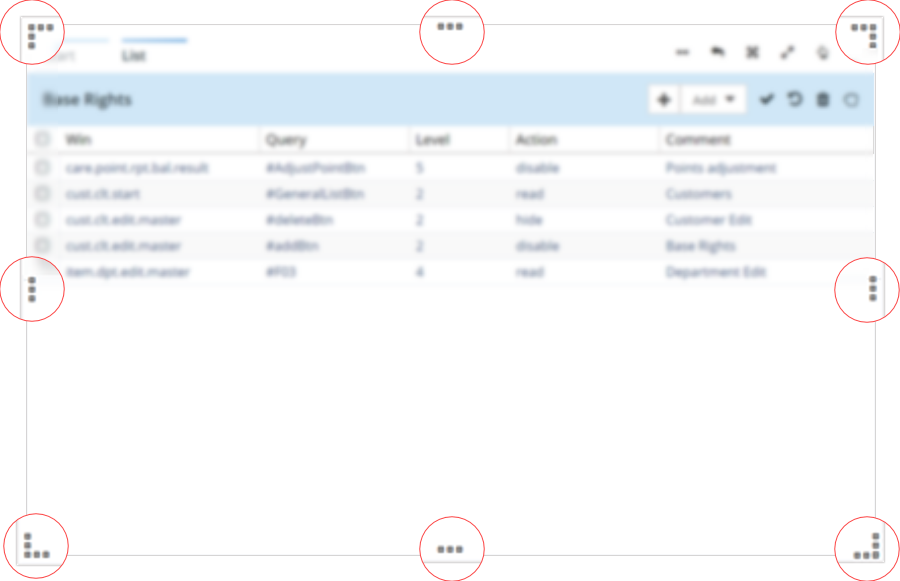 List
Base Rights Add
Win Query Level Action Comment
care.point.rpt.bal.result #AdjustPointBtn 5 disable Points adjustment
cust.clt.start #GeneralListBtn 2 read Customers
cust.clt.edit.master #deleteBtn 2 hide Customer Edit
cust.clt.edit.master #addBtn 2 disable Base Rights
item.dpt.edit.master #F03 4 read Department Edit